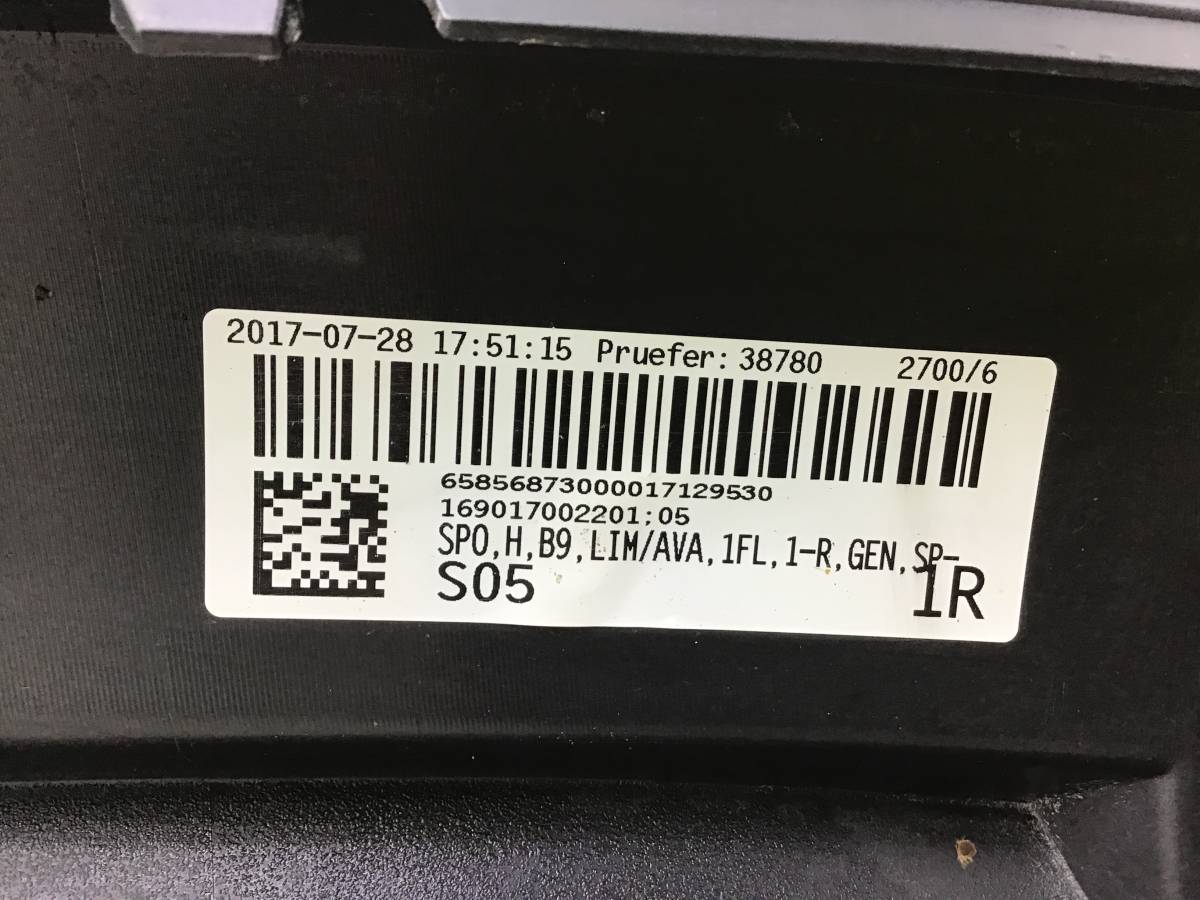 2017-07-28 17:51:15 Pruefer: 38780 2700/6
65856873000017129530
169017002201;05
SPO,H,B9,LIM/AVA,1FL,1-R,GEN,SP-
S05 1R